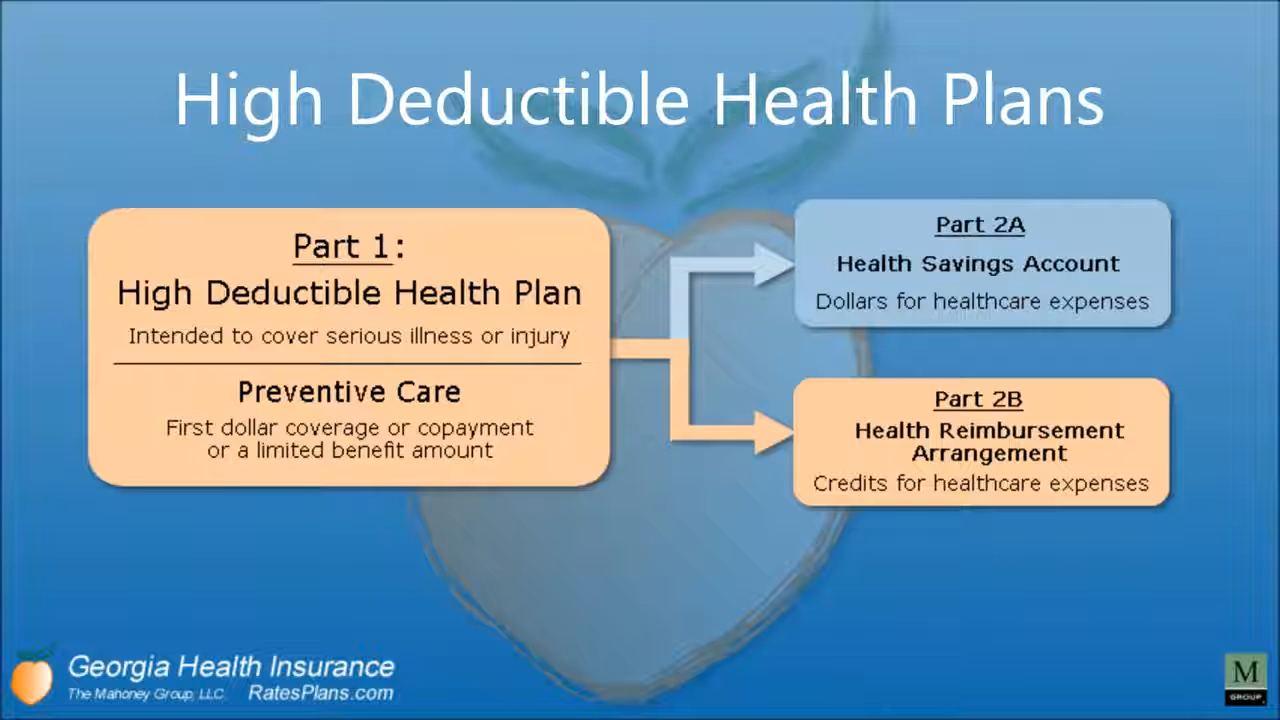 High Deductible Health Plans
Part 1:
High Deductible Health Plan
Intended to cover serious illness or injury
Preventive Care
First dollar coverage or copayment
or a limited benefit amount
Part 2A
Health Savings Account
Dollars for healthcare expenses
Part 2B
Health Reimbursement
Arrangement
Credits for healthcare expenses
Georgia Health Insurance
The Mahoney Group, LLC. RatesPlans.com
M
GROUP